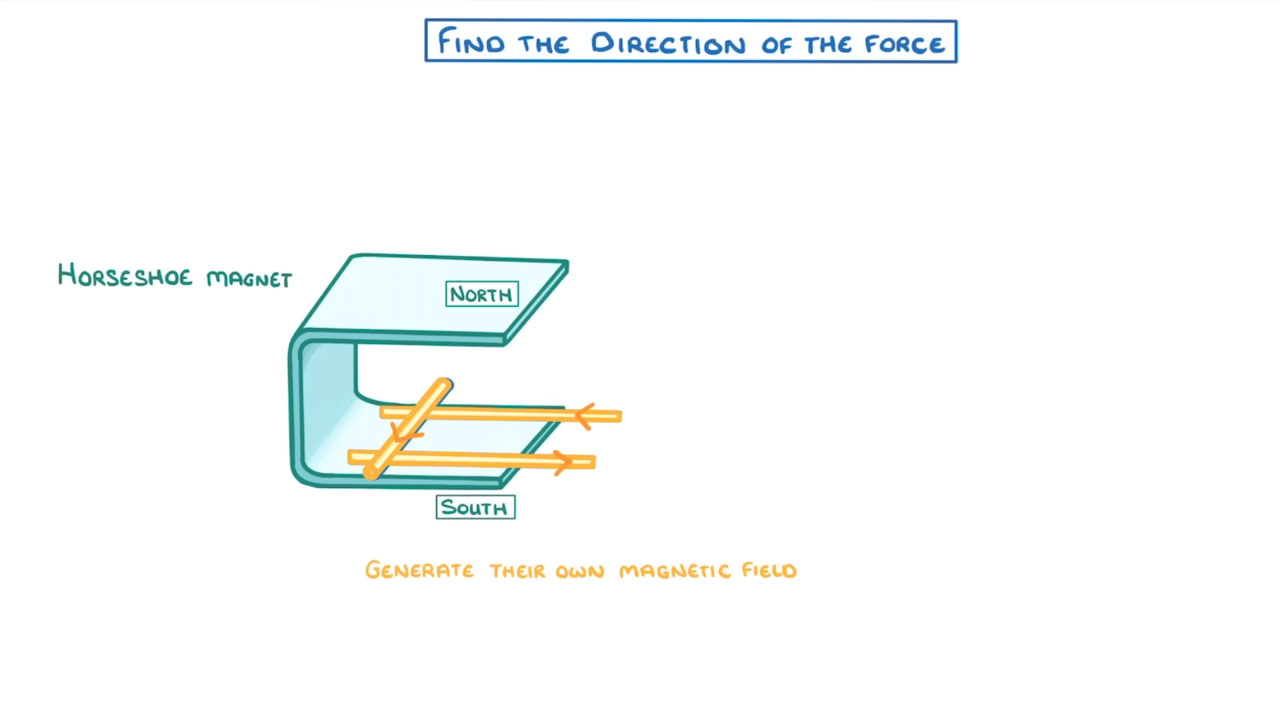 FIND THE DIRECTION OF THE FORCE
HORSESHOE MAGNET
NORTH
SOUTH
GENERATE THEIR OWN MAGNETIC FIELD